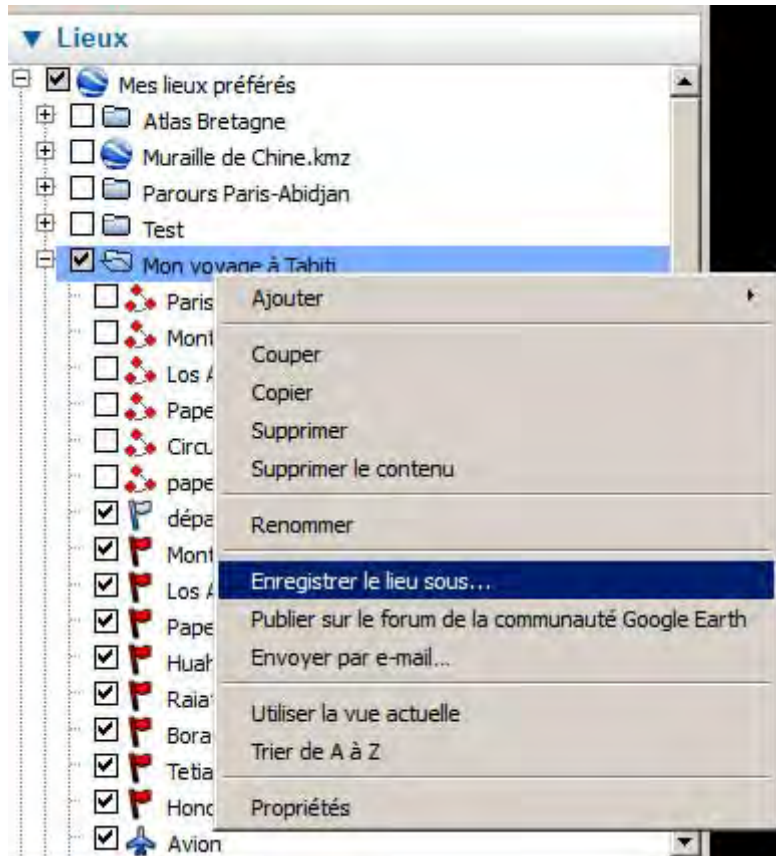 Lieux
Mes lieux préférés
Atlas Bretagne
Muraille de Chine.kmz
Parours Paris-Abidjan
Test
Mon voyage à Tahiti
Paris
Mont
Los A
Pape
Circu
pape
dépa
Mont
Los A
Pape
Huah
Raiat
Bora
Tetia
Hono
Avion
Ajouter
Couper
Copier
Supprimer
Supprimer le contenu
Renommer
Enregistrer le lieu sous...
Publier sur le forum de la communauté Google Earth
Envoyer par e-mail...
Utiliser la vue actuelle
Trier de A à Z
Propriétés